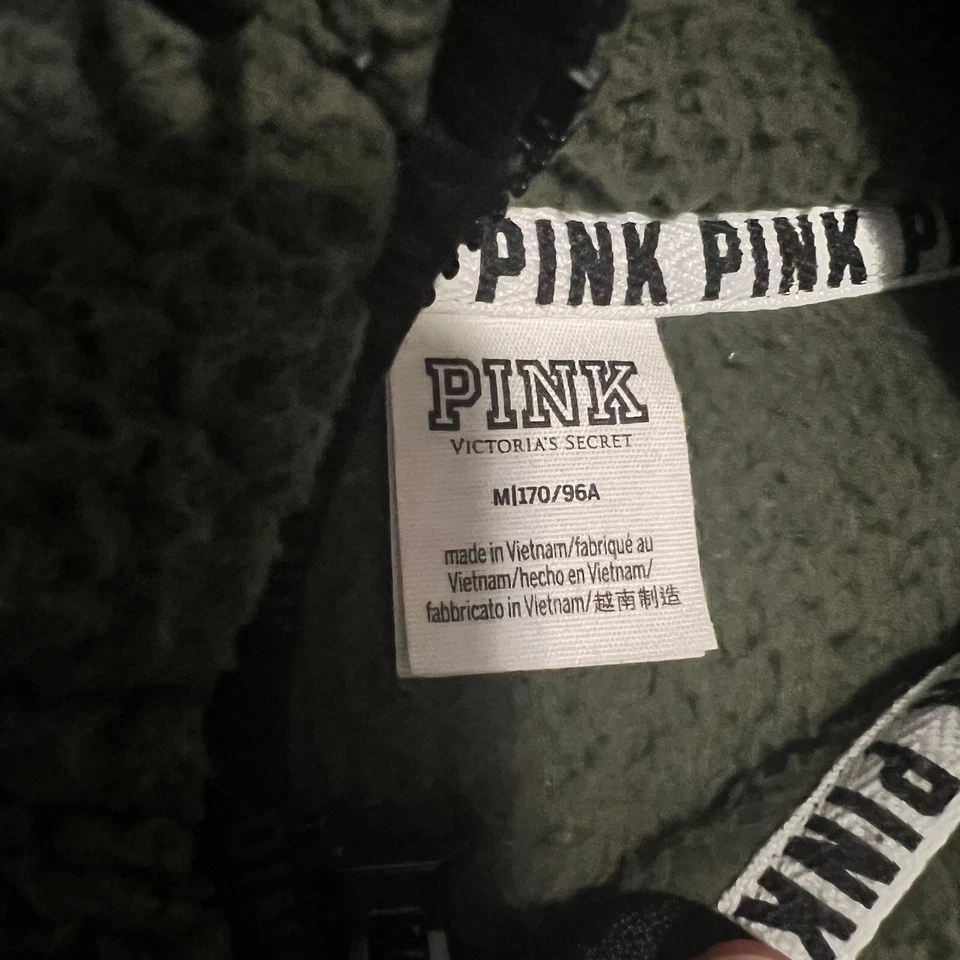 PINK PINK PI
PINK
VICTORIA'S SECRET
M|170/96A
made in Vietnam/fabriqué au
Vietnam/hecho en Vietnam/
fabbricato in Vietnam/越南制造
PINK